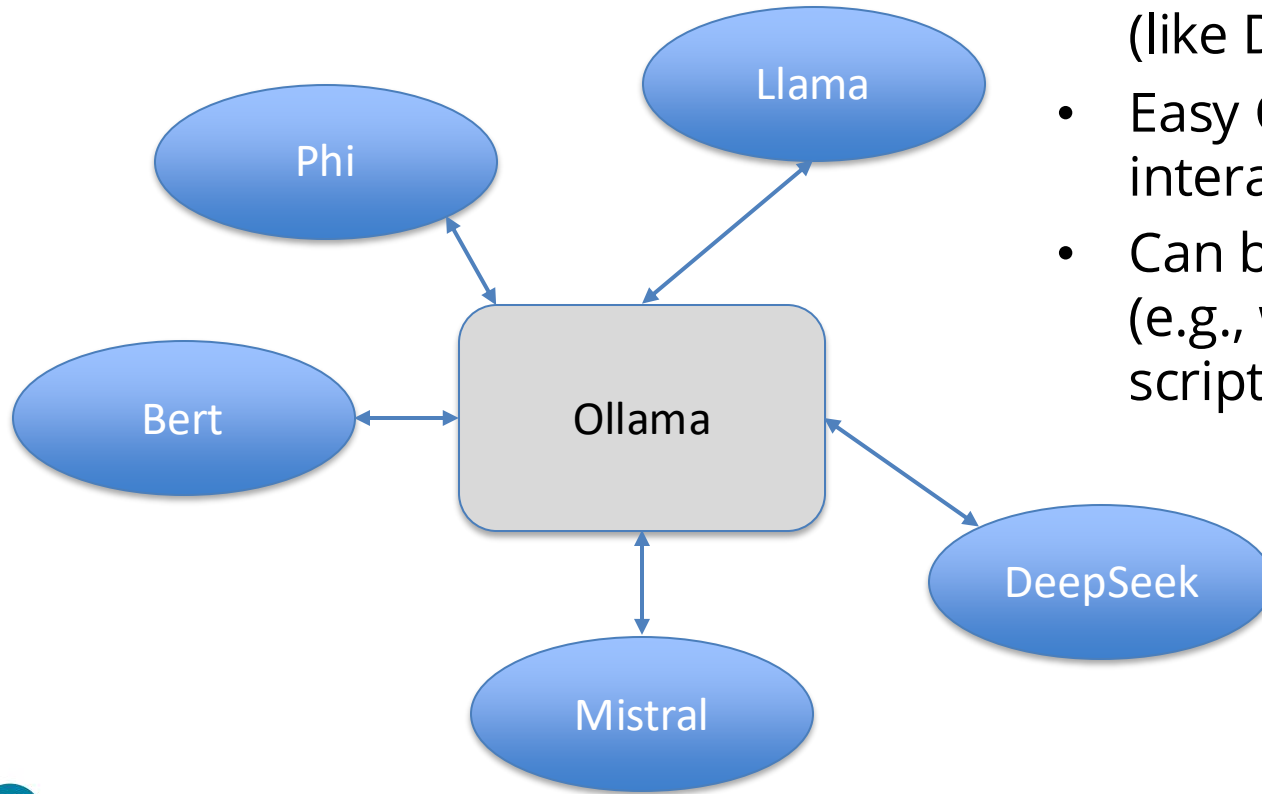 (like
Llama
• Easy
Phi
intera
• Can b
(e.g.,
script
Ollama
Bert
DeepSeek
Mistral